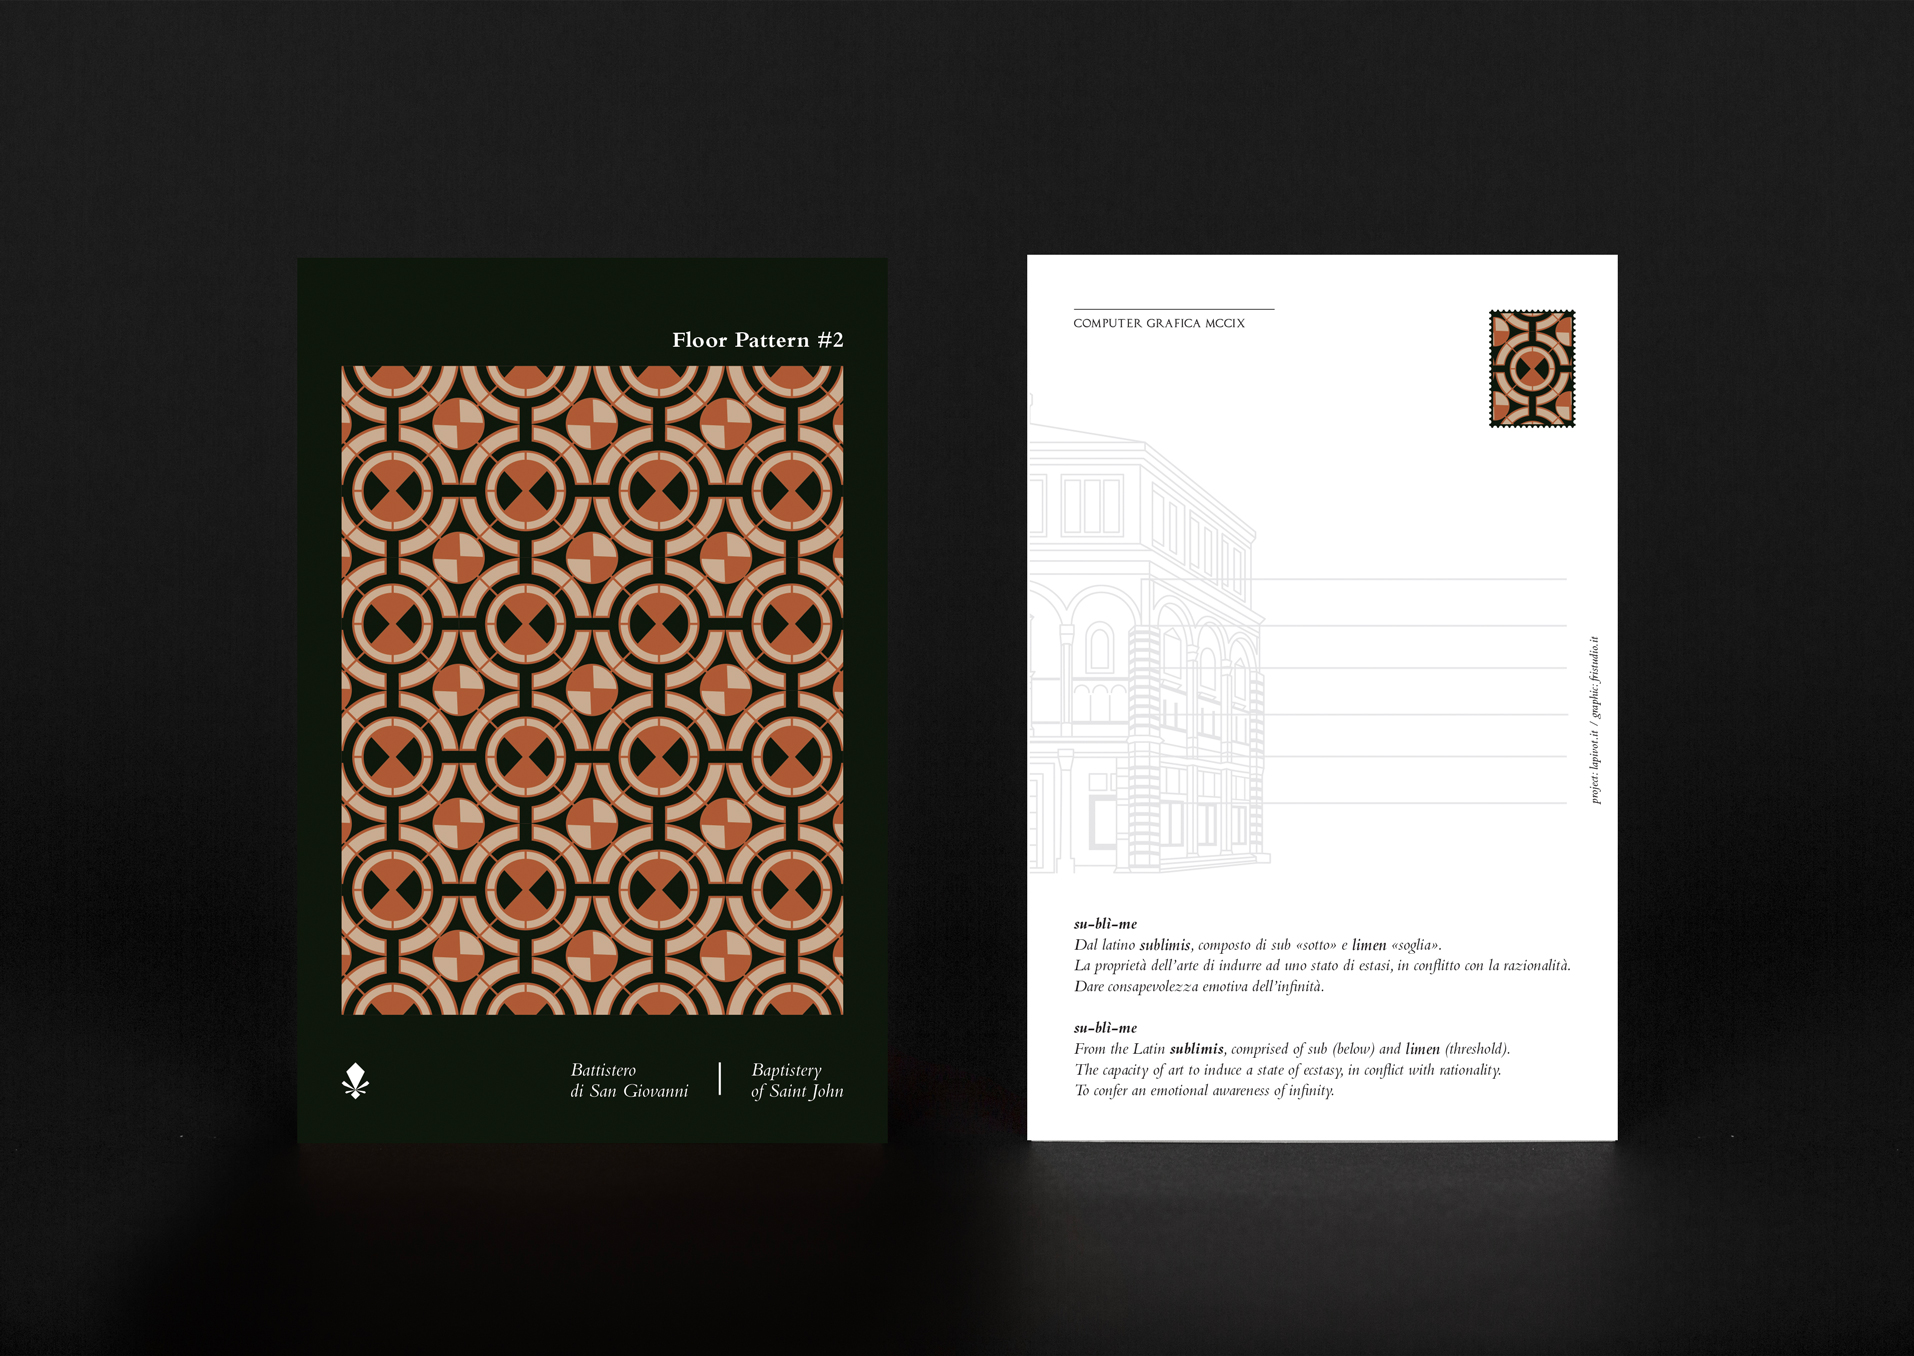 Floor Pattern #2
Battistero
di San Giovanni
Baptistery
of Saint John
COMPUTER GRAFICA MCCIX
project: lapivot.it / graphic: fristudio.it
su-blì-me
Dal latino sublimis, composto di sub «sotto» e limen «soglia».
La proprietà dell'arte di indurre ad uno stato di estasi, in conflitto con la razionalità.
Dare consapevolezza emotiva dell'infinità.
su-blì-me
From the Latin sublimis, comprised of sub (below) and limen (threshold).
The capacity of art to induce a state of ecstasy, in conflict with rationality.
To confer an emotional awareness of infinity.